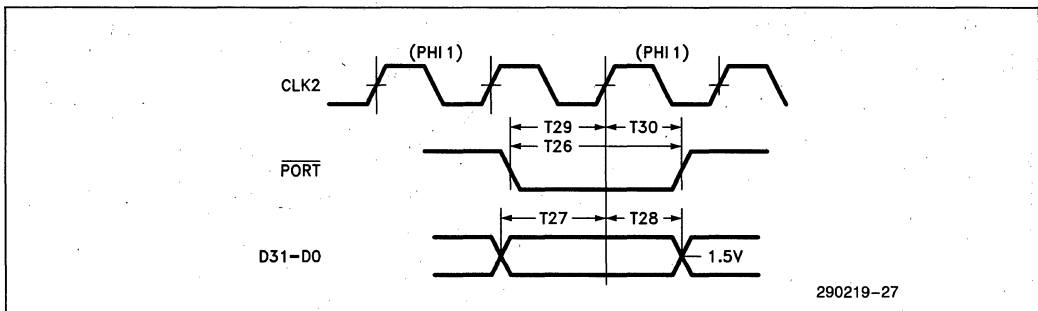 (PHI 1) (PHI 1)
CLK2
T29 T30
T26
PORT
T27 T28
D31-D0 1.5V
290219-27